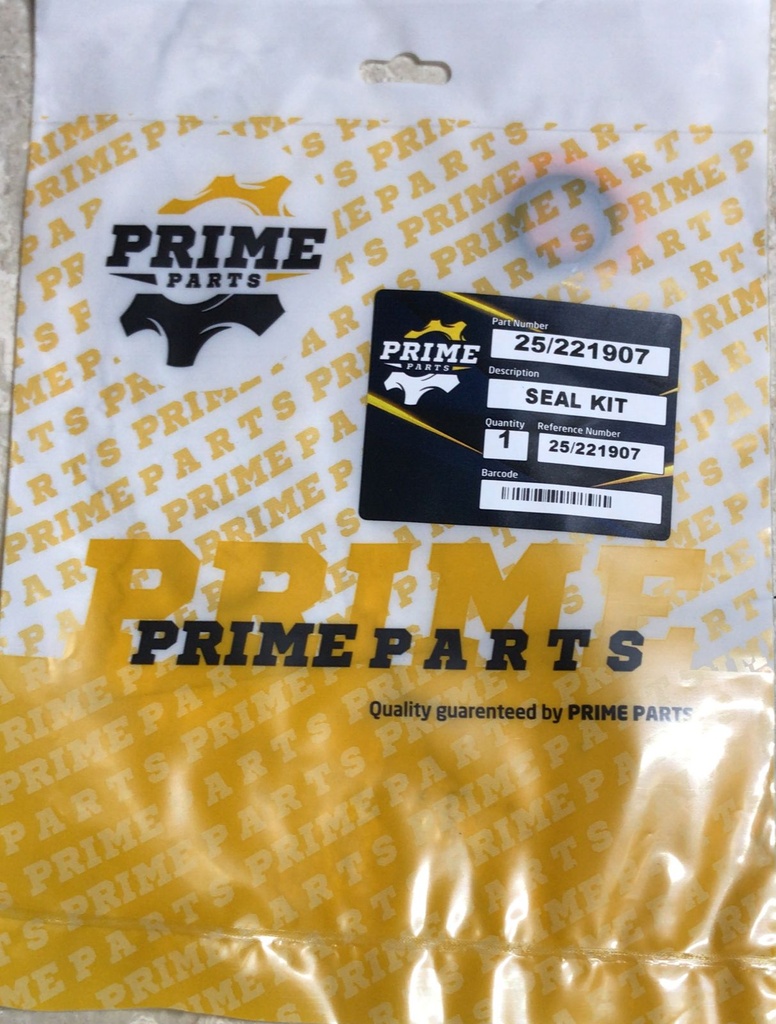 PRIME
PARTS
PRIME
PARTS
Part Number
25/221907
Description
SEAL KIT
Quantity
1
Reference Number
25/221907
Barcode
PRIME
PRIME PARTS
Quality guarenteed by PRIME PARTS